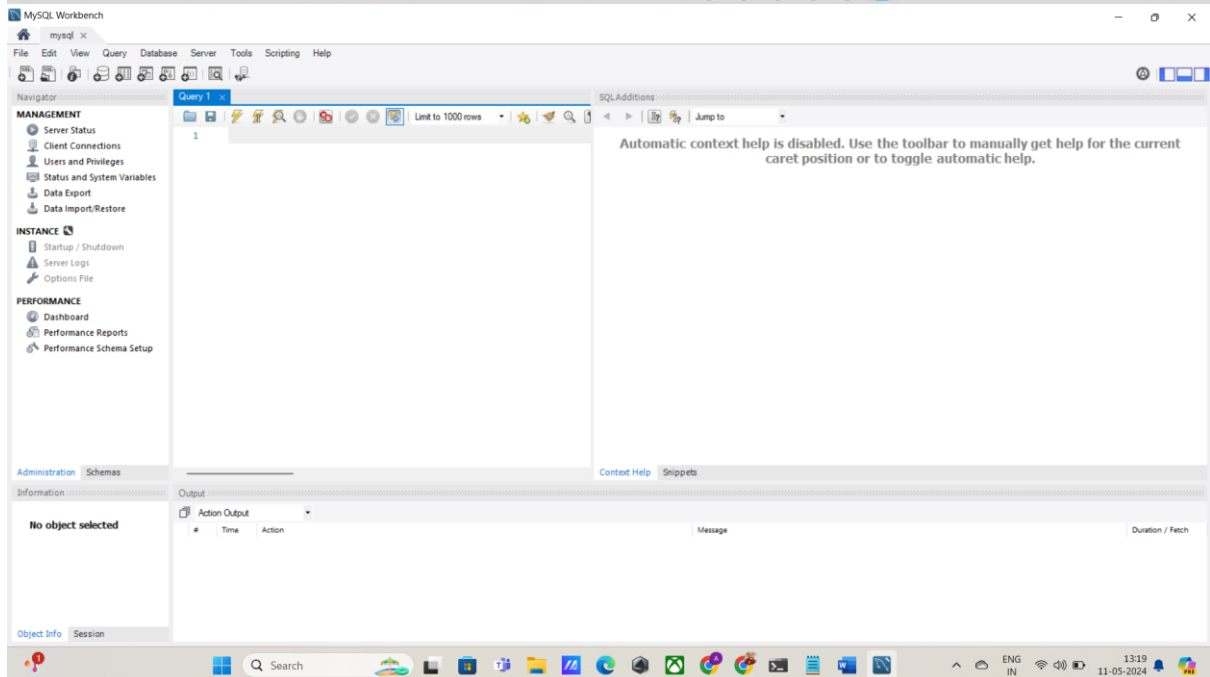 MySQL Workbench
mysql
File Edit View Query Database Server Tools Scripting Help
Navigator
MANAGEMENT
Server Status
Client Connections
Users and Privileges
Status and System Variables
Data Export
Data Import/Restore
INSTANCE
Startup / Shutdown
Server Logs
Options File
PERFORMANCE
Dashboard
Performance Reports
Performance Schema Setup
Administration Schemas
Query 1
Limit to 1000 rows
1
SQLAdditions
Jump to
Automatic context help is disabled. Use the toolbar to manually get help for the current
caret position or to toggle automatic help.
Context Help Snippets
Information
No object selected
Object Info Session
Output
Action Output
# Time Action Message Duration / Fetch
1
Search
ENG
IN
13:19
11-05-2024